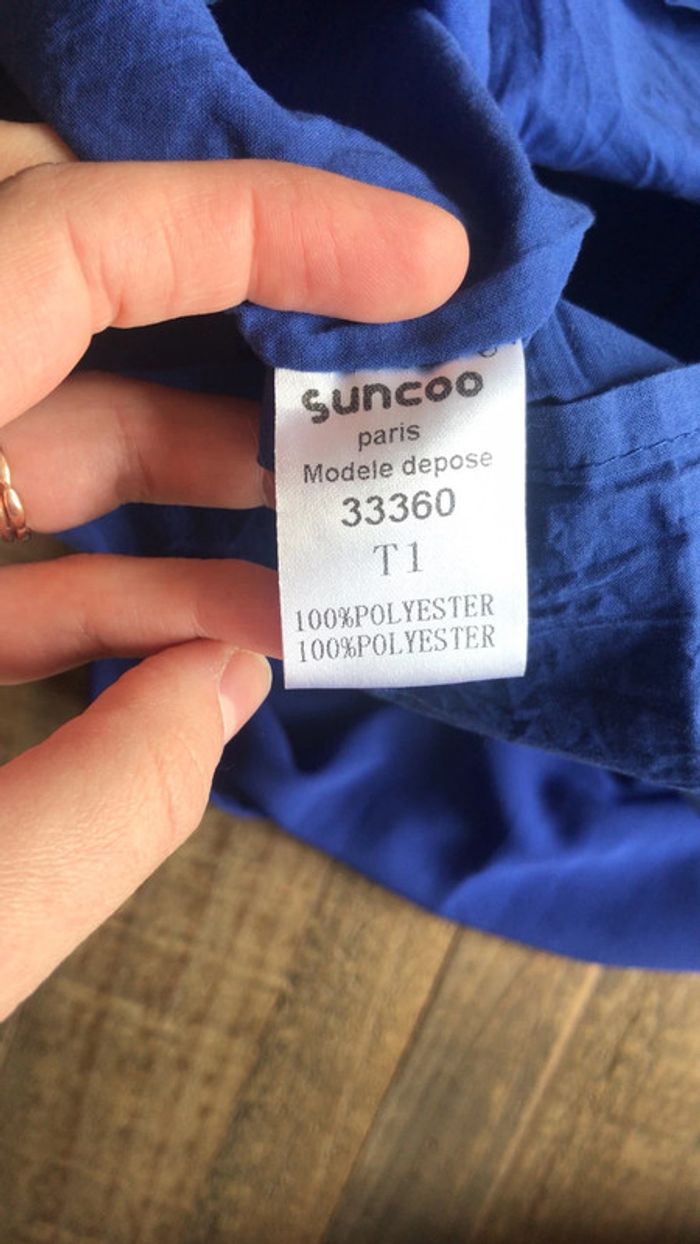 suncoo
paris
Modele depose
33360
T1
100%POLYESTER
100%POLYESTER